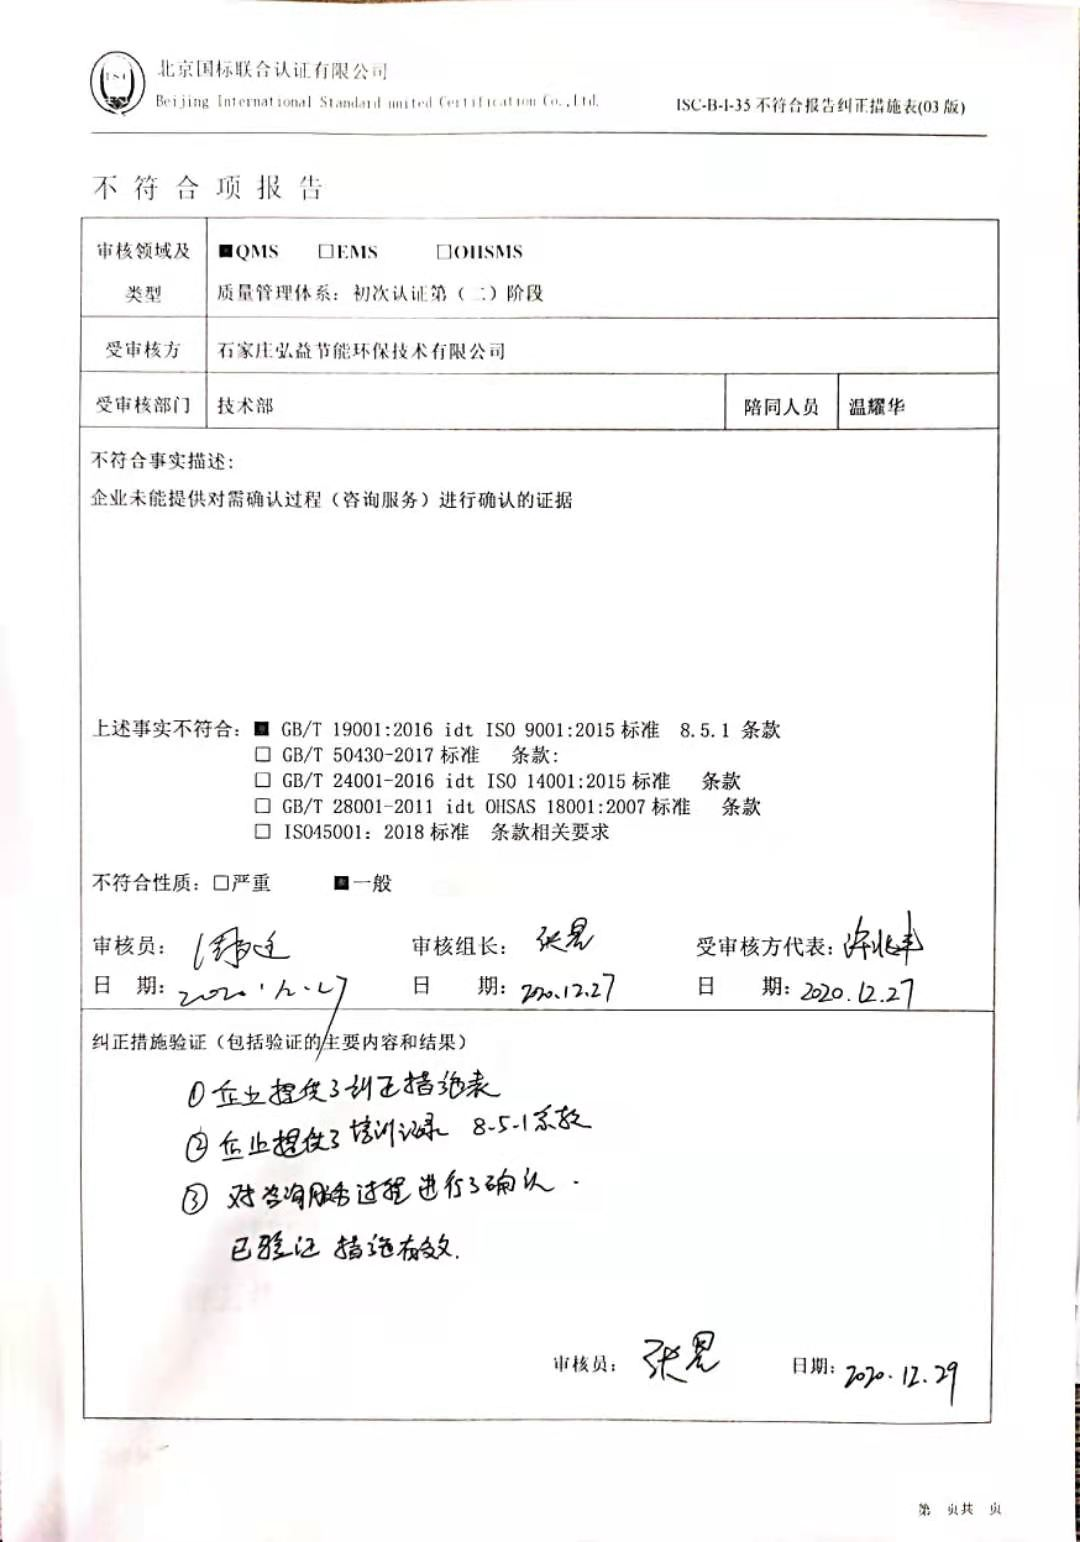 北京国标联合认证有限公司
Beijing International Standard united Certification Co.,Ltd.
ISC-B-I-35 不符合报告纠正措施表(03 版)
不符合项报告
审核领域及类型
■QMS □EMS □OHSMS
质量管理体系：初次认证第（二）阶段
受审核方 石家庄弘益节能环保技术有限公司
受审核部门 技术部 陪同人员 温耀华
不符合事实描述：
企业未能提供对需确认过程（咨询服务）进行确认的证据
上述事实不符合：■ GB/T 19001:2016 idt ISO 9001:2015 标准 8.5.1 条款
□ GB/T 50430-2017 标准 条款：
□ GB/T 24001-2016 idt ISO 14001:2015 标准 条款
□ GB/T 28001-2011 idt OHSAS 18001:2007 标准 条款
□ ISO45001：2018 标准 条款相关要求
不符合性质：□严重 ■一般
审核员： 审核组长： 受审核方代表：
日 期：2020.12.27 日 期：2020.12.27 日 期：2020.12.27
纠正措施验证（包括验证的主要内容和结果）
① 企业提供了纠正措施表
② 企业提供了培训记录 8.5.1条款
③ 对咨询服务过程进行了确认.
已验证 措施有效.
审核员： 日期：2020.12.29
第 页共 页